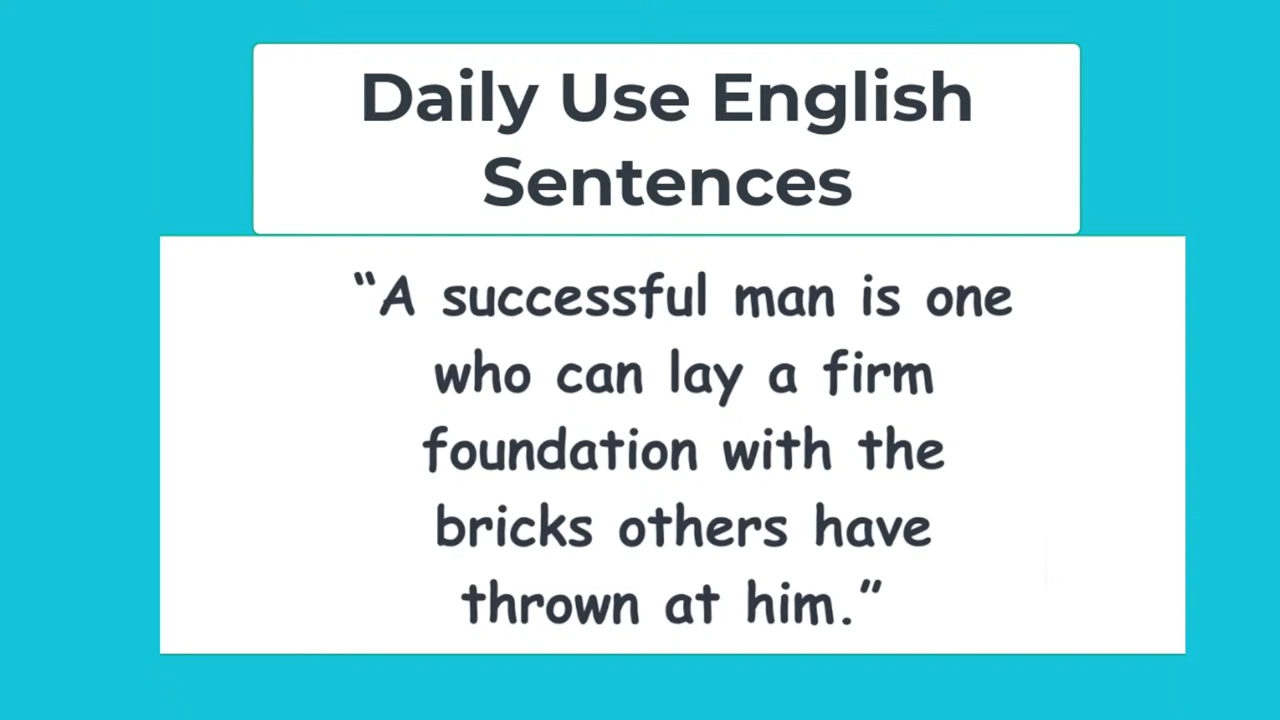 Daily Use English
Sentences
“A successful man is one
who can lay a firm
foundation with the
bricks others have
thrown at him.”